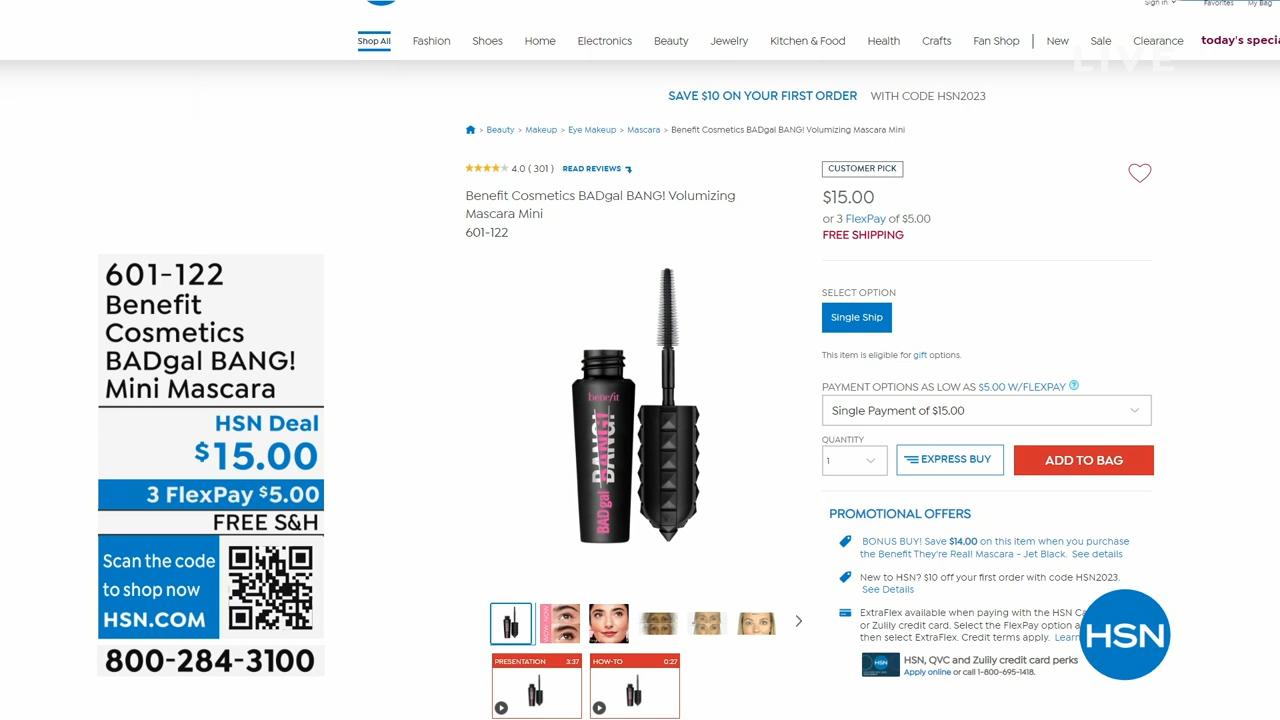 Sign in
Favorites
My Bag
Shop All
Fashion
Shoes
Home
Electronics
Beauty
Jewelry
Kitchen & Food
Health
Crafts
Fan Shop
New
Sale
Clearance
today's specia
LIVE
SAVE $10 ON YOUR FIRST ORDER WITH CODE HSN2023
Beauty > Makeup > Eye Makeup > Mascara > Benefit Cosmetics BADgal BANG! Volumizing Mascara Mini
4.0 ( 301 ) READ REVIEWS
Benefit Cosmetics BADgal BANG! Volumizing
Mascara Mini
601-122
CUSTOMER PICK
$15.00
or 3 FlexPay of $5.00
FREE SHIPPING
SELECT OPTION
Single Ship
This item is eligible for gift options.
PAYMENT OPTIONS AS LOW AS $5.00 W/FLEXPAY ?
Single Payment of $15.00
QUANTITY
1
EXPRESS BUY
ADD TO BAG
PROMOTIONAL OFFERS
BONUS BUY! Save $14.00 on this item when you purchase
the Benefit They're Real! Mascara - Jet Black. See details
New to HSN? $10 off your first order with code HSN2023.
See Details
ExtraFlex available when paying with the HSN Ca
or Zulily credit card. Select the FlexPay option a
then select ExtraFlex. Credit terms apply. Learn
HSN
HSN, QVC and Zulily credit card perks
Apply online or call 1-800-695-1418.
HSN
benefit
BADgal
BANG!
PRESENTATION 3:37
HOW-TO 0:27
601-122
Benefit
Cosmetics
BADgal BANG!
Mini Mascara
HSN Deal
$15.00
3 FlexPay $5.00
FREE S&H
Scan the code
to shop now
HSN.COM
800-284-3100